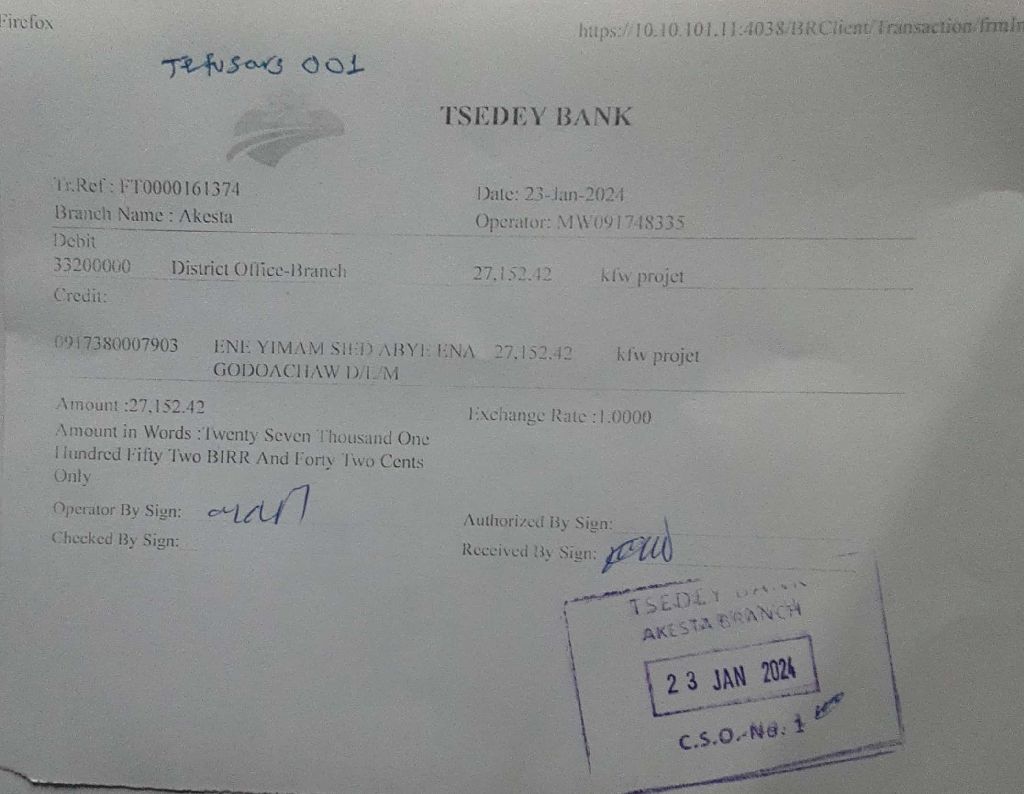 Firefox
https://10.10.101.11:4038/BRClient/Transaction/frmIn
Tefusars 001
TSEDEY BANK
Tr.Ref : FT0000161374
Date: 23-Jan-2024
Branch Name : Akesta
Operator: MW091748335
Debit
33200000 District Office-Branch 27,152.42 kfw projet
Credit:
0917380007903 ENE YIMAM SIED ABYE ENA 27,152.42 kfw projet
GODOACHAW D/L/M
Amount :27,152.42
Exchange Rate :1.0000
Amount in Words :Twenty Seven Thousand One
Hundred Fifty Two BIRR And Forty Two Cents
Only
Operator By Sign:
Authorized By Sign:
Checked By Sign:
Received By Sign:
TSEDEY BANK
AKESTA BRANCH
23 JAN 2024
C.S.O.-No. 1